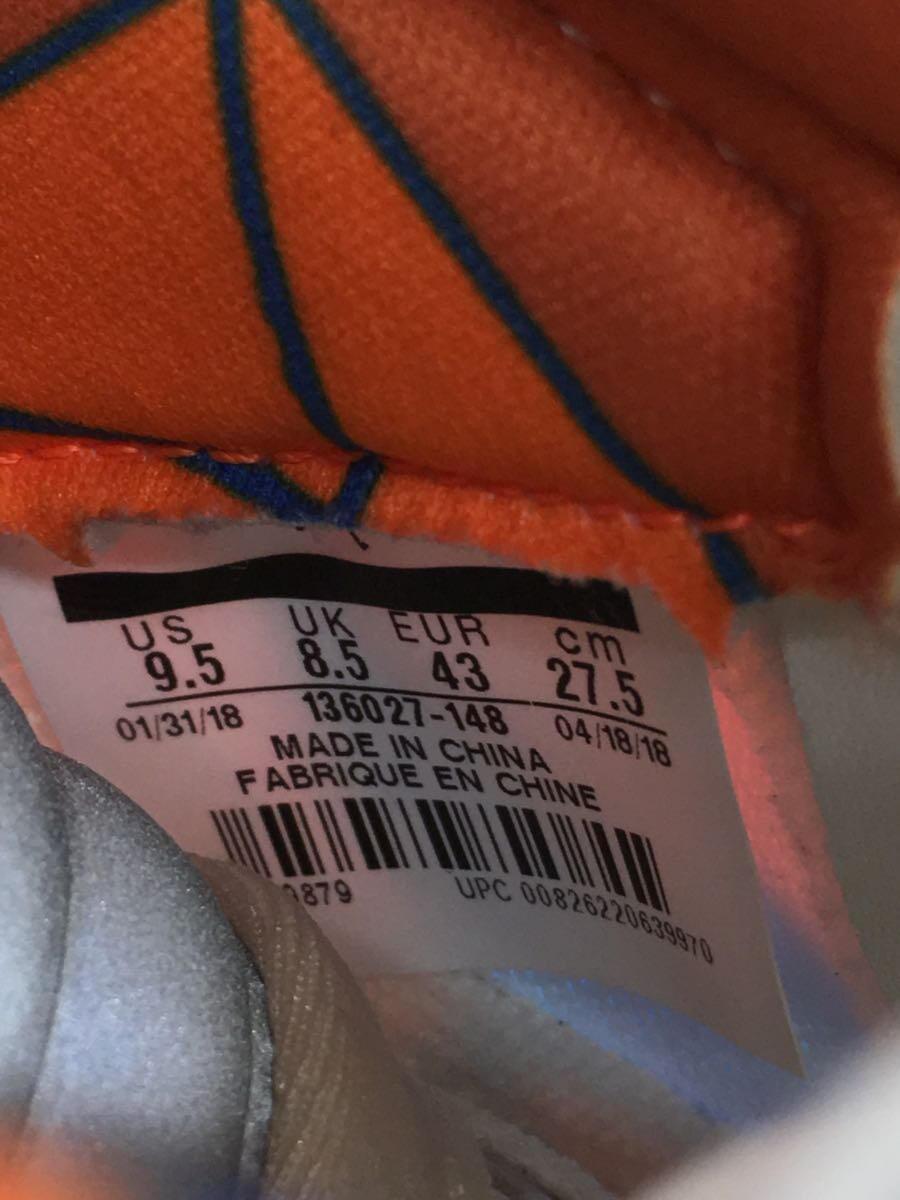 US UK EUR cm
9.5 8.5 43 27.5
01/31/18 136027-148 04/18/18
MADE IN CHINA
FABRIQUE EN CHINE
0879 UPC 00826220639970